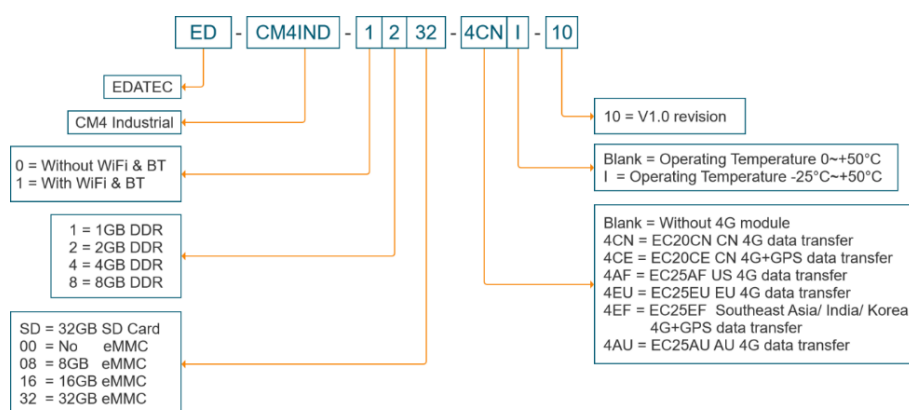 ED - CM4IND - 1 2 32 - 4CN I - 10
EDATEC
CM4 Industrial
0 = Without WiFi & BT
1 = With WiFi & BT
1 = 1GB DDR
2 = 2GB DDR
4 = 4GB DDR
8 = 8GB DDR
SD = 32GB SD Card
00 = No eMMC
08 = 8GB eMMC
16 = 16GB eMMC
32 = 32GB eMMC
10 = V1.0 revision
Blank = Operating Temperature 0~+50°C
I = Operating Temperature -25°C~+50°C
Blank = Without 4G module
4CN = EC20CN CN 4G data transfer
4CE = EC20CE CN 4G+GPS data transfer
4AF = EC25AF US 4G data transfer
4EU = EC25EU EU 4G data transfer
4EF = EC25EF Southeast Asia/ India/ Korea
4G+GPS data transfer
4AU = EC25AU AU 4G data transfer